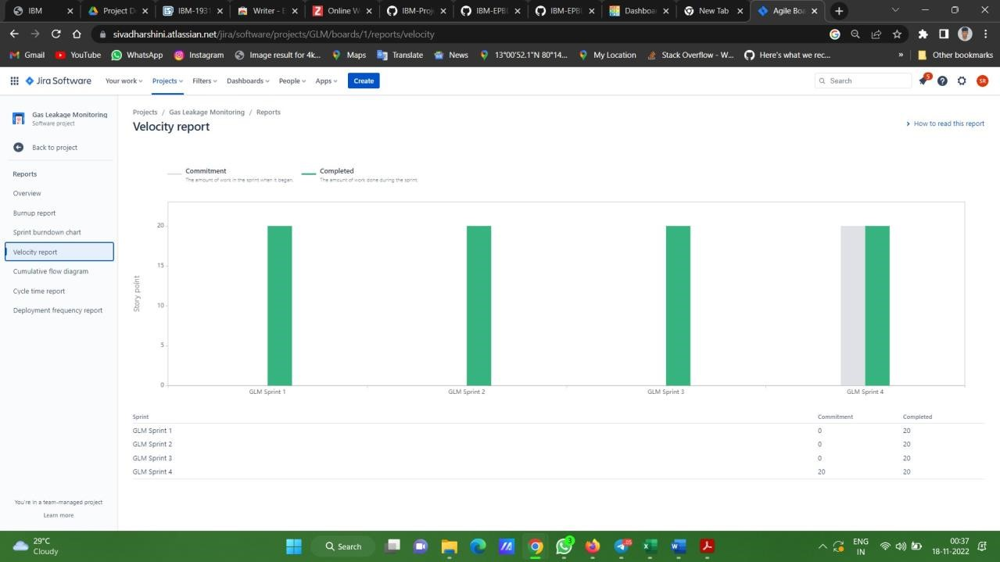 IBM
Project D
IBM-1931
Writer - E
Online W
IBM-Proj
IBM-EPBI
IBM-EPBI
Dashboar
New Tab
Agile Boa
sivadharshini.atlassian.net/jira/software/projects/GLM/boards/1/reports/velocity
Gmail YouTube WhatsApp Instagram Image result for 4k... Maps Translate News 13°00'52.1"N 80°14... My Location Stack Overflow - W... Here's what we rec... » Other bookmarks
Jira Software Your work Projects Filters Dashboards People Apps Create Search 5 SR
Gas Leakage Monitoring
Software project
Back to project
Reports
Overview
Burnup report
Sprint burndown chart
Velocity report
Cumulative flow diagram
Cycle time report
Deployment frequency report
You're in a team-managed project
Learn more
Projects / Gas Leakage Monitoring / Reports
Velocity report
How to read this report
Commitment
The amount of work in the sprint when it began.
Completed
The amount of work done during the sprint.
Story point
20
15
10
5
0
GLM Sprint 1 GLM Sprint 2 GLM Sprint 3 GLM Sprint 4
Sprint Commitment Completed
GLM Sprint 1 0 20
GLM Sprint 2 0 20
GLM Sprint 3 0 20
GLM Sprint 4 20 20
29°C
Cloudy
Search
3
.05
ENG
IN
00:37
18-11-2022